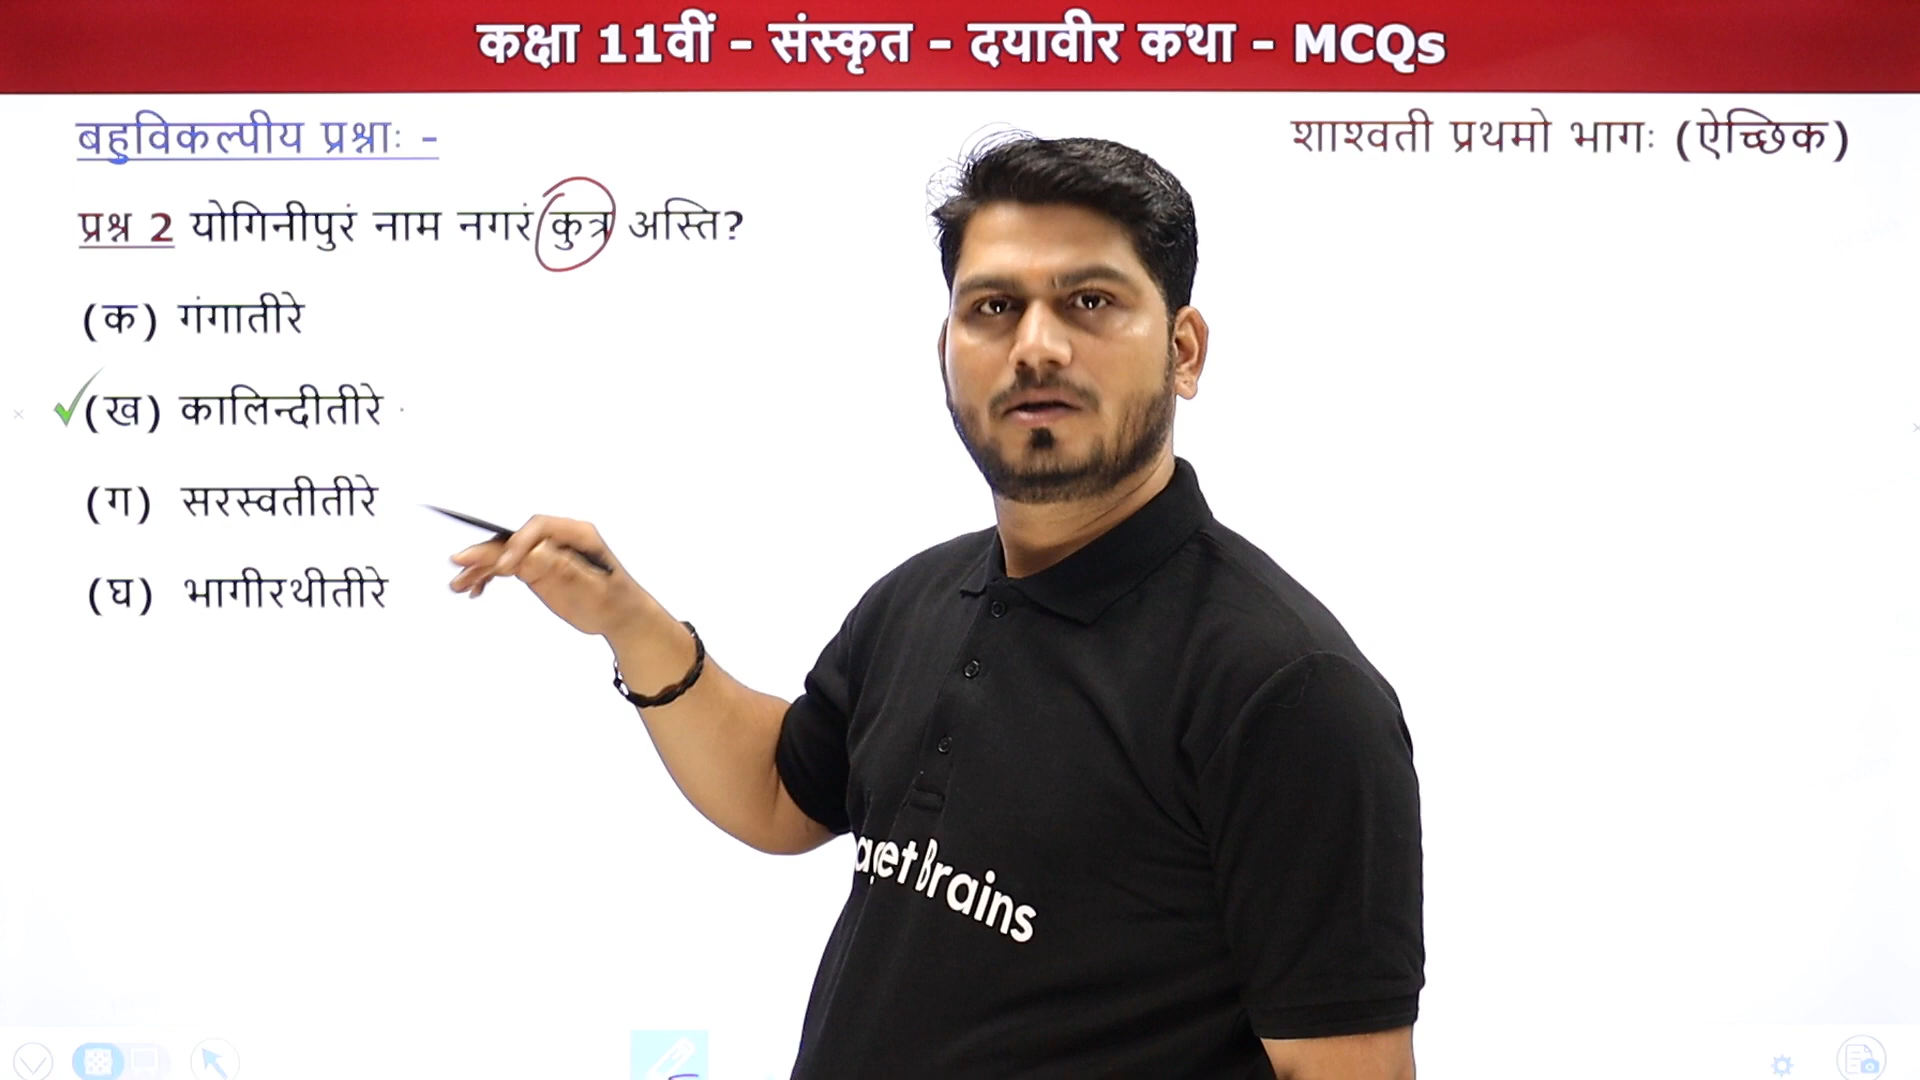 कक्षा 11वीं - संस्कृत - दयावीर कथा - MCQs
बहुविकल्पीय प्रश्नाः -
शाश्वती प्रथमो भागः (ऐच्छिक)
प्रश्न 2 योगिनीपुरं नाम नगरं कुत्र अस्ति?
(क) गंगातीरे
(ख) कालिन्दीतीरे
(ग) सरस्वतीतीरे
(घ) भागीरथीतीरे
Brains